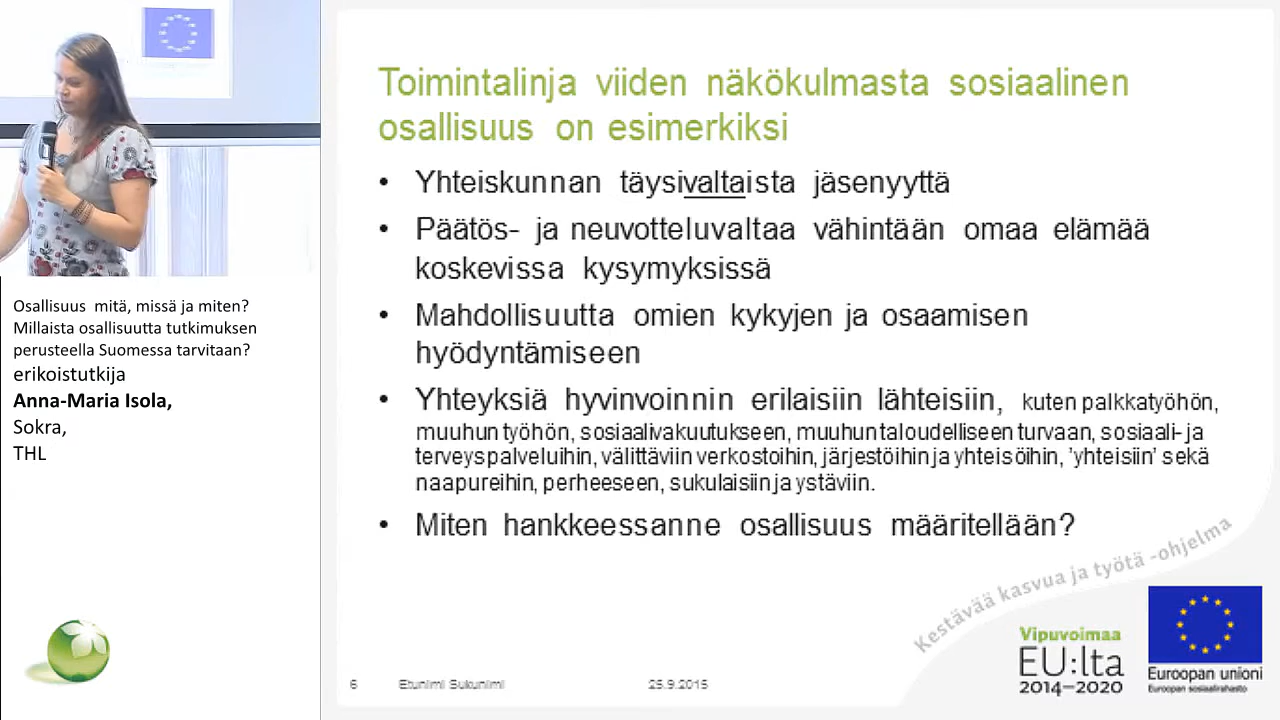 Osallisuus mitä, missä ja miten?
Millaista osallisuutta tutkimuksen
perusteella Suomessa tarvitaan?
erikoistutkija
Anna-Maria Isola,
Sokra,
THL
Toimintalinja viiden näkökulmasta sosiaalinen
osallisuus on esimerkiksi
• Yhteiskunnan täysivaltaista jäsenyyttä
• Päätös- ja neuvotteluvaltaa vähintään omaa elämää
koskevissa kysymyksissä
• Mahdollisuutta omien kykyjen ja osaamisen
hyödyntämiseen
• Yhteyksiä hyvinvoinnin erilaisiin lähteisiin, kuten palkkatyöhön,
muuhun työhön, sosiaalivakuutukseen, muuhun taloudelliseen turvaan, sosiaali- ja
terveyspalveluihin, välittäviin verkostoihin, järjestöihin ja yhteisöihin, 'yhteisiin' sekä
naapureihin, perheeseen, sukulaisiin ja ystäviin.
• Miten hankkeessanne osallisuus määritellään?
Kestävää kasvua ja työtä -ohjelma
Vipuvoimaa
EU:lta
2014–2020
Euroopan unioni
Euroopan sosiaalirahasto
6 Etunimi Sukunimi 25.9.2015